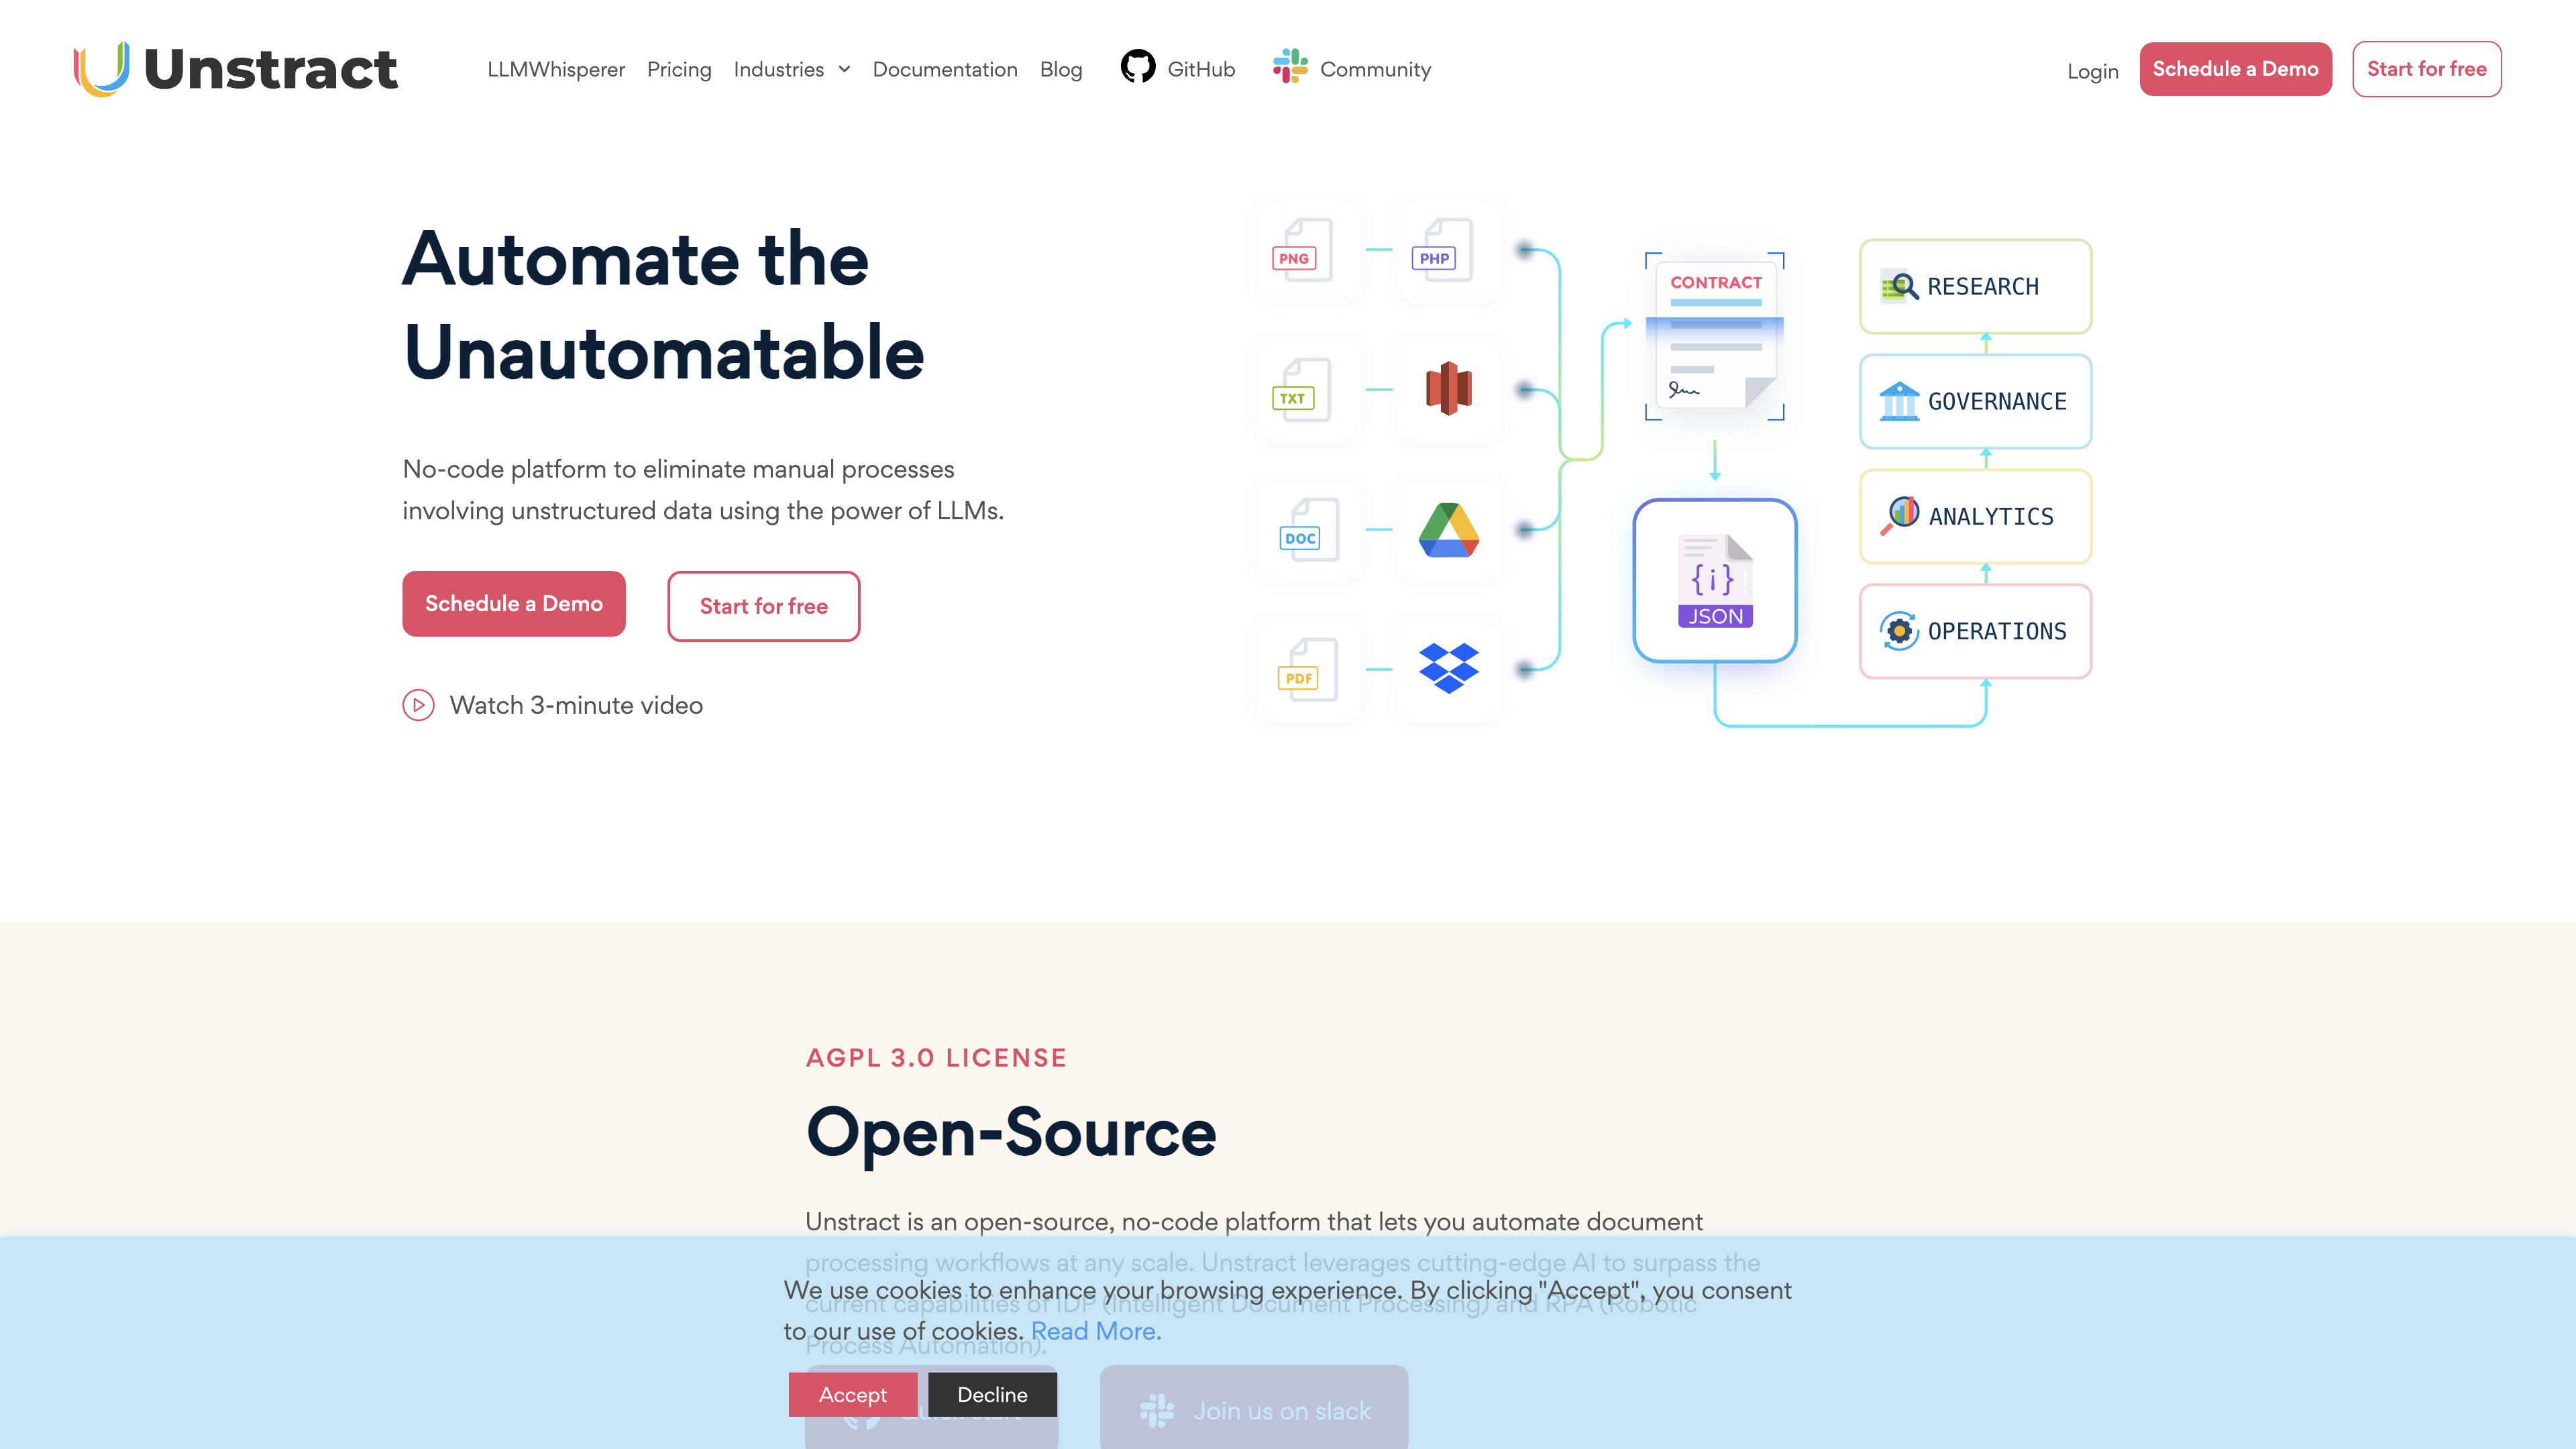 Unstract
LLMWhisperer Pricing Industries Documentation Blog GitHub Community
Login Schedule a Demo Start for free
Automate the
Unautomatable
No-code platform to eliminate manual processes
involving unstructured data using the power of LLMs.
Schedule a Demo Start for free
Watch 3-minute video
PNG PHP
TXT
DOC
PDF
CONTRACT
{i}
JSON
RESEARCH
GOVERNANCE
ANALYTICS
OPERATIONS
AGPL 3.0 LICENSE
Open-Source
Unstract is an open-source, no-code platform that lets you automate document
processing workflows at any scale. Unstract leverages cutting-edge AI to surpass the
current capabilities of IDP (Intelligent Document Processing) and RPA (Robotic
Process Automation).
Quick start Join us on slack
We use cookies to enhance your browsing experience. By clicking "Accept", you consent
to our use of cookies. Read More.
Accept Decline